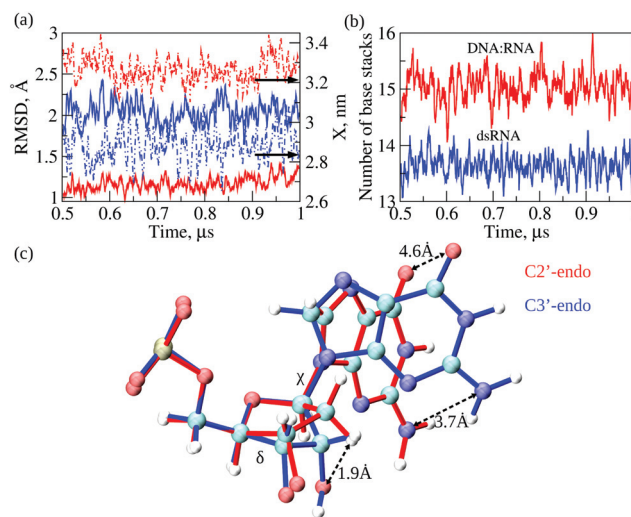 (a)
3
2.5
2
1.5
1
RMSD, Å
3.4
3.2
3
2.8
2.6
X, nm
0.5 0.6 0.7 0.8 0.9 1
Time, μs
(b)
16
15
14
13
Number of base stacks
DNA:RNA
dsRNA
0.5 0.6 0.7 0.8 0.9
Time, μs
(c)
4.6Å
C2'-endo
C3'-endo
χ
3.7Å
δ
1.9Å